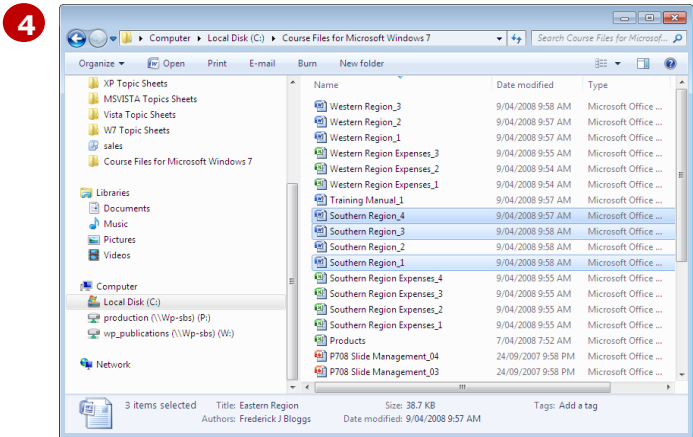 4
Computer ▸ Local Disk (C:) ▸ Course Files for Microsoft Windows 7
Search Course Files for Microsof...
Organize Open Print E-mail Burn New folder
XP Topic Sheets
MSVISTA Topics Sheets
Vista Topic Sheets
W7 Topic Sheets
sales
Course Files for Microsoft Windows 7
Libraries
Documents
Music
Pictures
Videos
Computer
Local Disk (C:)
production (\\Wp-sbs) (P:)
wp_publications (\\Wp-sbs) (W:)
Network
Name Date modified Type
Western Region_3 9/04/2008 9:58 AM Microsoft Office ...
Western Region_2 9/04/2008 9:57 AM Microsoft Office ...
Western Region_1 9/04/2008 9:57 AM Microsoft Office ...
Western Region Expenses_3 9/04/2008 9:55 AM Microsoft Office ...
Western Region Expenses_2 9/04/2008 9:54 AM Microsoft Office ...
Western Region Expenses_1 9/04/2008 9:54 AM Microsoft Office ...
Training Manual_1 9/04/2008 9:57 AM Microsoft Office ...
Southern Region_4 9/04/2008 9:57 AM Microsoft Office ...
Southern Region_3 9/04/2008 9:58 AM Microsoft Office ...
Southern Region_2 9/04/2008 9:58 AM Microsoft Office ...
Southern Region_1 9/04/2008 9:58 AM Microsoft Office ...
Southern Region Expenses_4 9/04/2008 9:55 AM Microsoft Office ...
Southern Region Expenses_3 9/04/2008 9:55 AM Microsoft Office ...
Southern Region Expenses_2 9/04/2008 9:55 AM Microsoft Office ...
Southern Region Expenses_1 9/04/2008 9:55 AM Microsoft Office ...
Products 7/04/2008 7:52 AM Microsoft Office ...
P708 Slide Management_04 24/09/2007 9:58 PM Microsoft Office ...
P708 Slide Management_03 24/09/2007 9:58 PM Microsoft Office ...
3 items selected Title: Eastern Region Size: 38.7 KB Tags: Add a tag
Authors: Frederick J Bloggs Date modified: 9/04/2008 9:57 AM